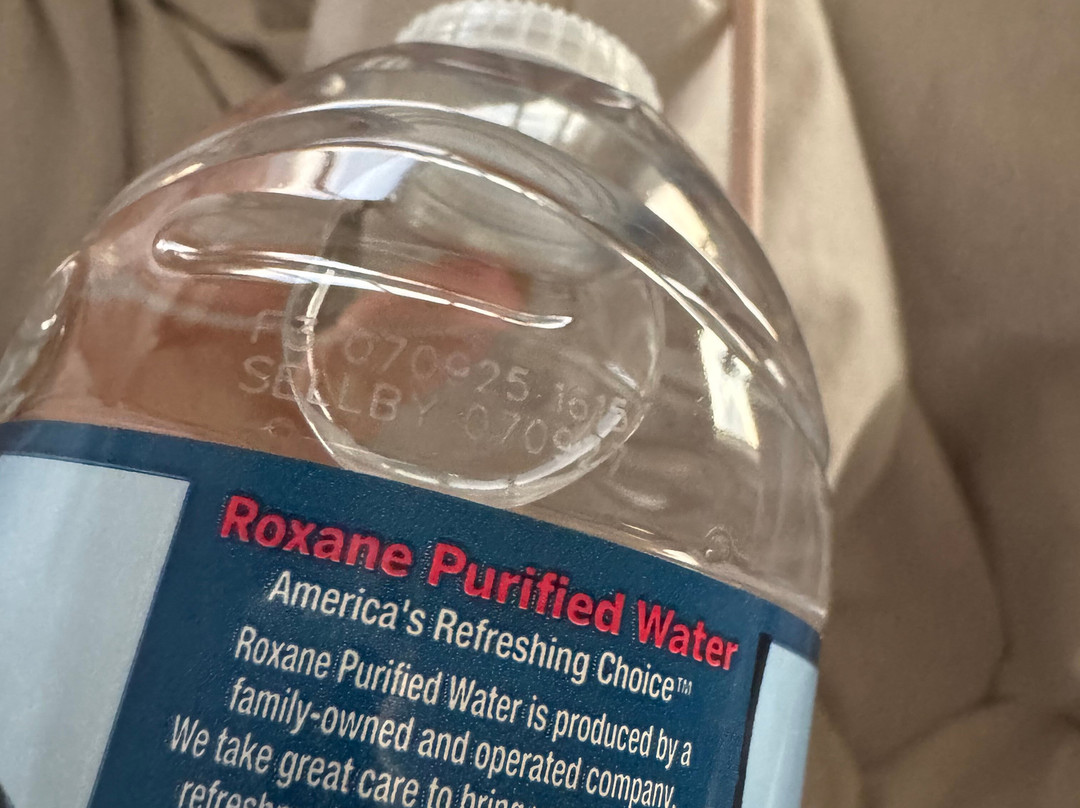 SELLBY
Roxane Purified Water
America's Refreshing Choice™
Roxane Purified Water is produced by a
family-owned and operated company.
We take great care to bring